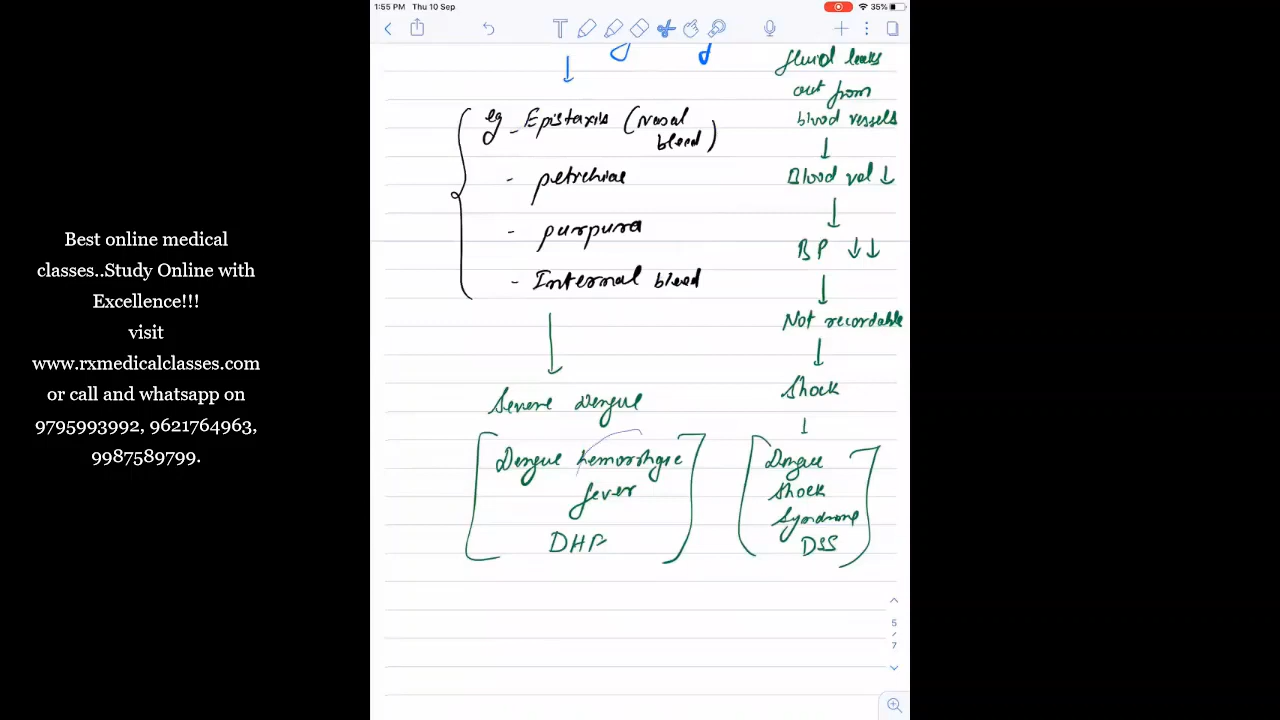 1:55 PM Thu 10 Sep
35%
T
fluid leaks
out from
blood vessels
Blood vol ↓
BP ↓↓
Not recordable
Shock
Dengue
Shock
Syndrome
DSS
eg - Epistaxis (Nasal
bleed)
- petechiae
- purpura
- Internal bleed
Severe Dengue
Dengue hemorrhagic
fever
DHF
Best online medical
classes..Study Online with
Excellence!!!
visit
www.rxmedicalclasses.com
or call and whatsapp on
9795993992, 9621764963,
9987589799.
5
/
7